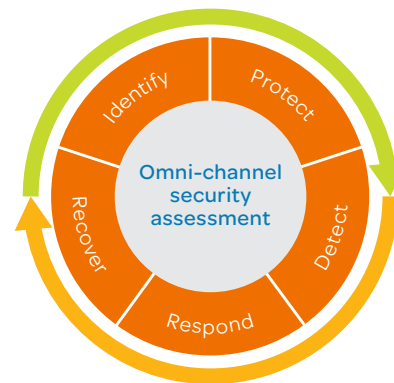 Identify
Protect
Omni-channel
security
assessment
Recover
Detect
Respond